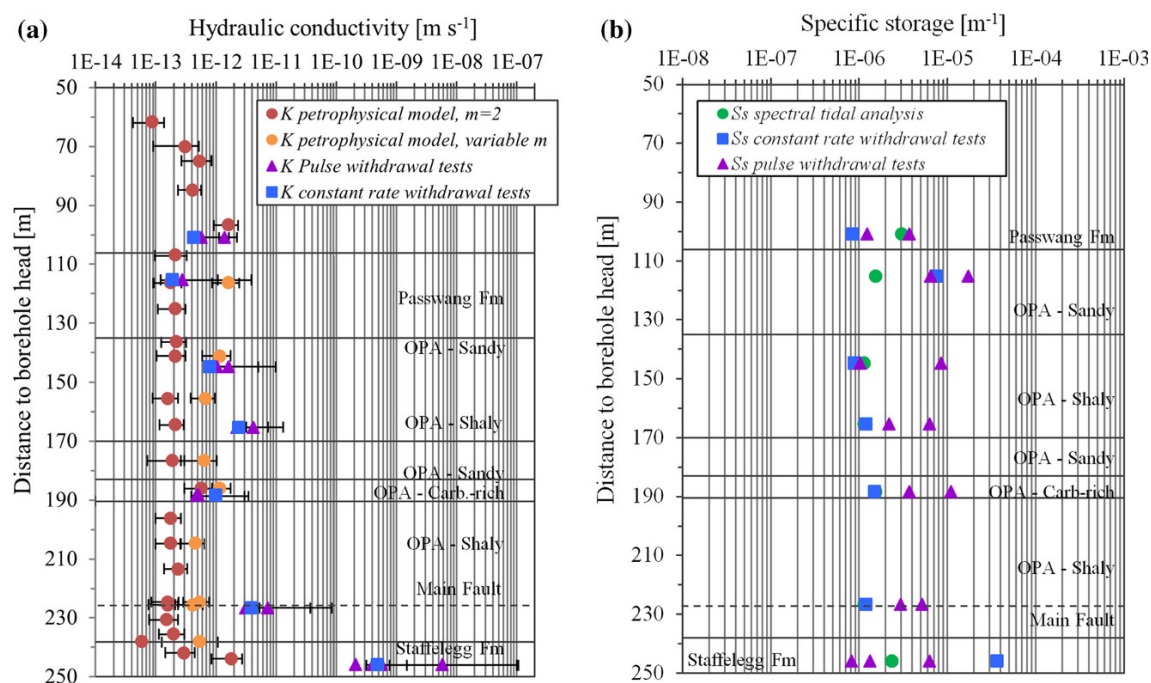 (a) Hydraulic conductivity [m s-1]
1E-14 1E-13 1E-12 1E-11 1E-10 1E-09 1E-08 1E-07
Distance to borehole head [m]
50
70
90
110
130
150
170
190
210
230
250
K petrophysical model, m=2
K petrophysical model, variable m
K Pulse withdrawal tests
K constant rate withdrawal tests
Passwang Fm
OPA - Sandy
OPA - Shaly
OPA - Sandy
OPA - Carb.-rich
OPA - Shaly
Main Fault
Staffelegg Fm
(b) Specific storage [m-1]
1E-08 1E-07 1E-06 1E-05 1E-04 1E-03
Distance to borehole head [m]
50
70
90
110
130
150
170
190
210
230
250
Ss spectral tidal analysis
Ss constant rate withdrawal tests
Ss pulse withdrawal tests
Passwang Fm
OPA - Sandy
OPA - Shaly
OPA - Sandy
OPA - Carb-rich
OPA - Shaly
Main Fault
Staffelegg Fm